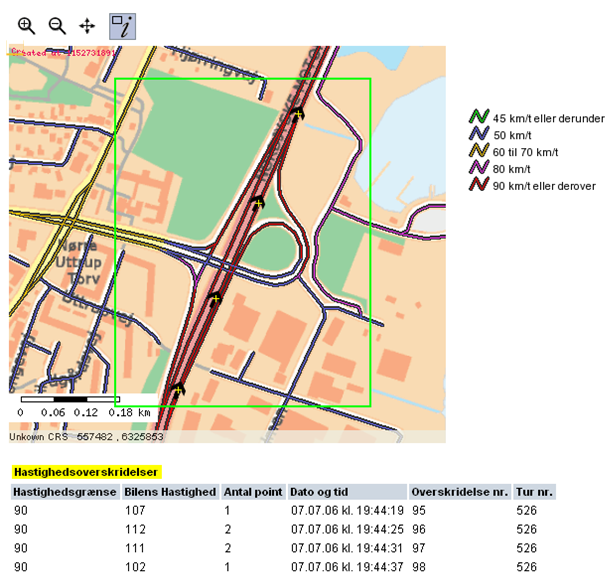 Created at 1152731891
Hjørringvej
45 km/t eller derunder
50 km/t
60 til 70 km/t
80 km/t
90 km/t eller derover
Nørre
Uttrup
Torv
0 0.06 0.12 0.18 km
Unkown CRS 557482 , 6325853
Hastighedsoverskridelser
Hastighedsgrænse Bilens Hastighed Antal point Dato og tid Overskridelse nr. Tur nr.
90 107 1 07.07.06 kl. 19:44:19 95 526
90 112 2 07.07.06 kl. 19:44:25 96 526
90 111 2 07.07.06 kl. 19:44:31 97 526
90 102 1 07.07.06 kl. 19:44:37 98 526